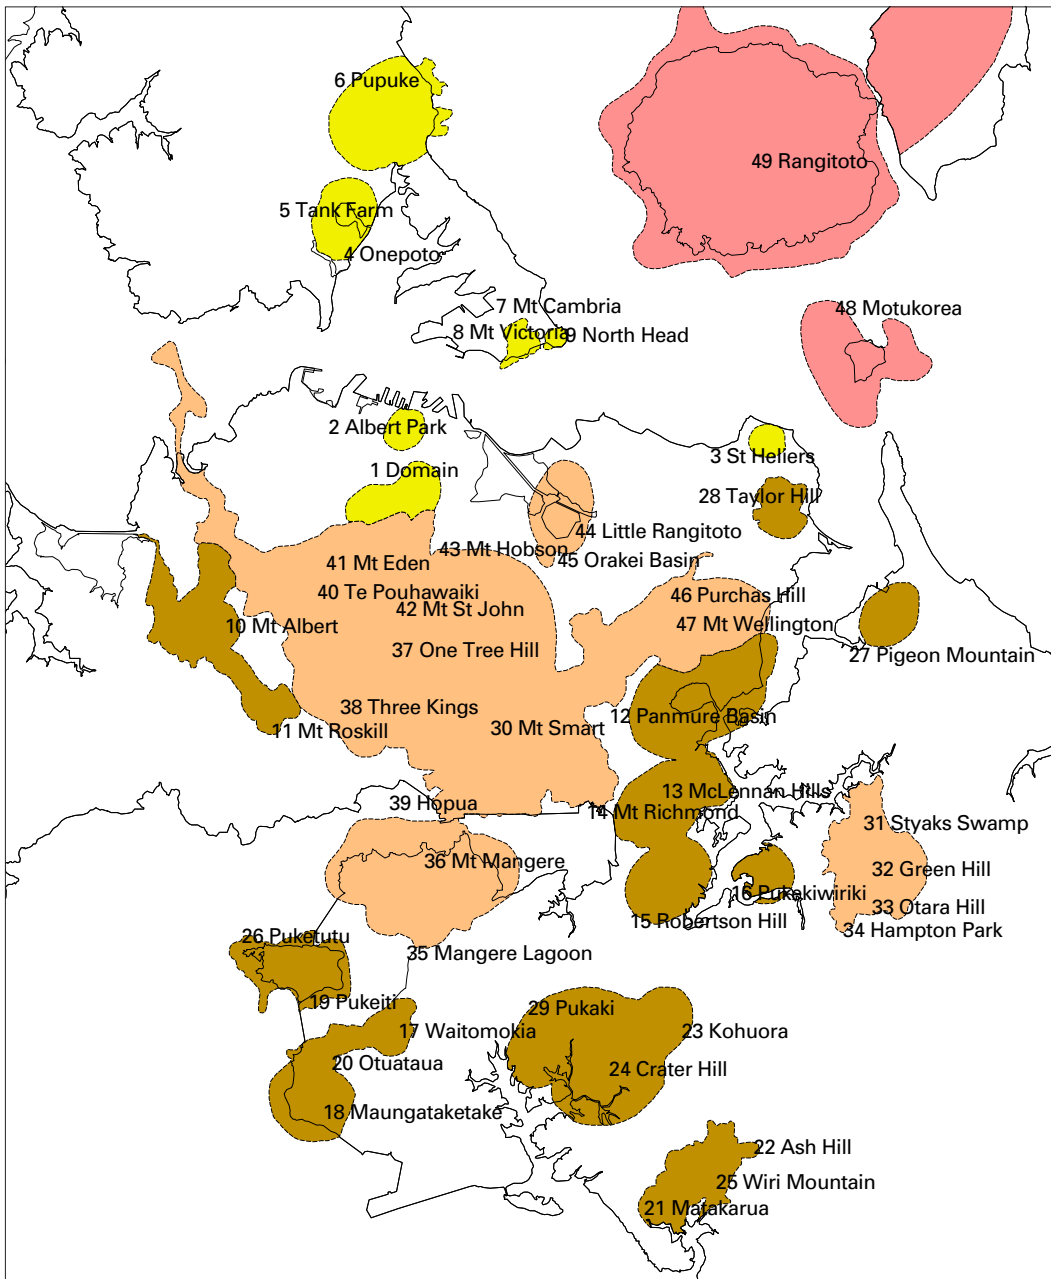 6 Pupuke
49 Rangitoto
5 Tank Farm
4 Onepoto
7 Mt Cambria
48 Motukorea
8 Mt Victoria
9 North Head
2 Albert Park
3 St Heliers
1 Domain
28 Taylor Hill
44 Little Rangitoto
43 Mt Hobson
45 Orakei Basin
41 Mt Eden
40 Te Pouhawaiki
46 Purchas Hill
42 Mt St John
10 Mt Albert
47 Mt Wellington
37 One Tree Hill
27 Pigeon Mountain
38 Three Kings
12 Panmure Basin
11 Mt Roskill
30 Mt Smart
13 McLennan Hills
39 Hopua
14 Mt Richmond
31 Styaks Swamp
36 Mt Mangere
32 Green Hill
16 Pukekiwiriki
33 Otara Hill
15 Robertson Hill
34 Hampton Park
26 Puketutu
35 Mangere Lagoon
19 Pukeiti
29 Pukaki
17 Waitomokia
23 Kohuora
20 Otuataua
24 Crater Hill
18 Maungataketake
22 Ash Hill
25 Wiri Mountain
21 Matakarua